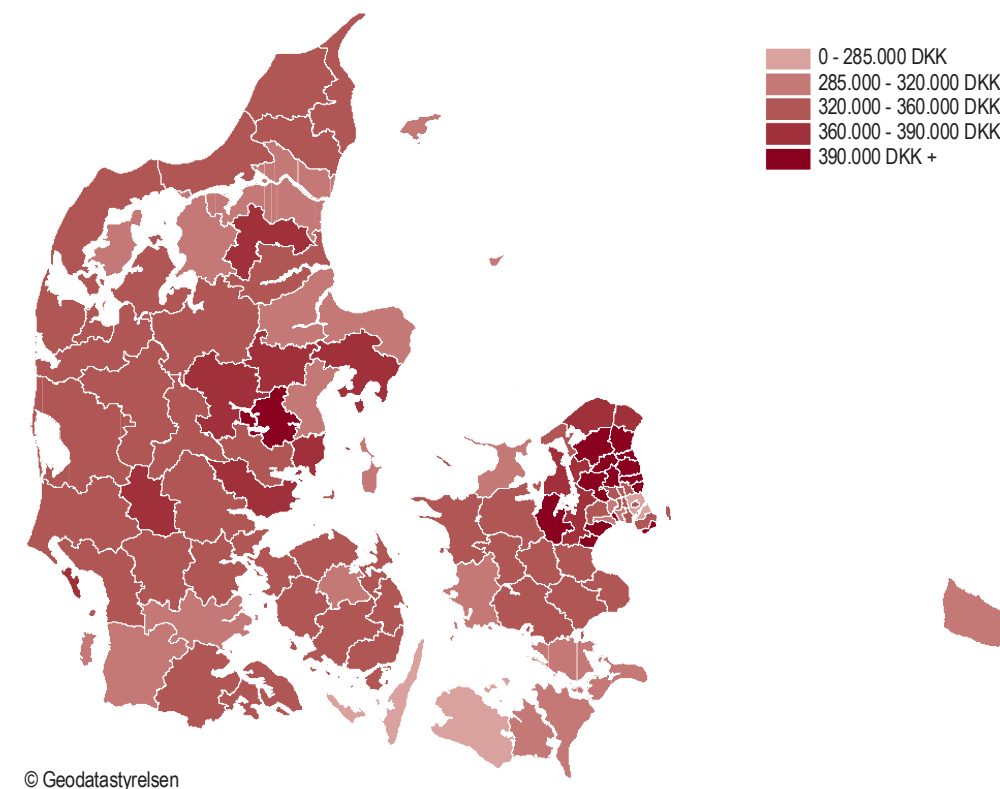 0 - 285.000 DKK
285.000 - 320.000 DKK
320.000 - 360.000 DKK
360.000 - 390.000 DKK
390.000 DKK +
© Geodatastyrelsen